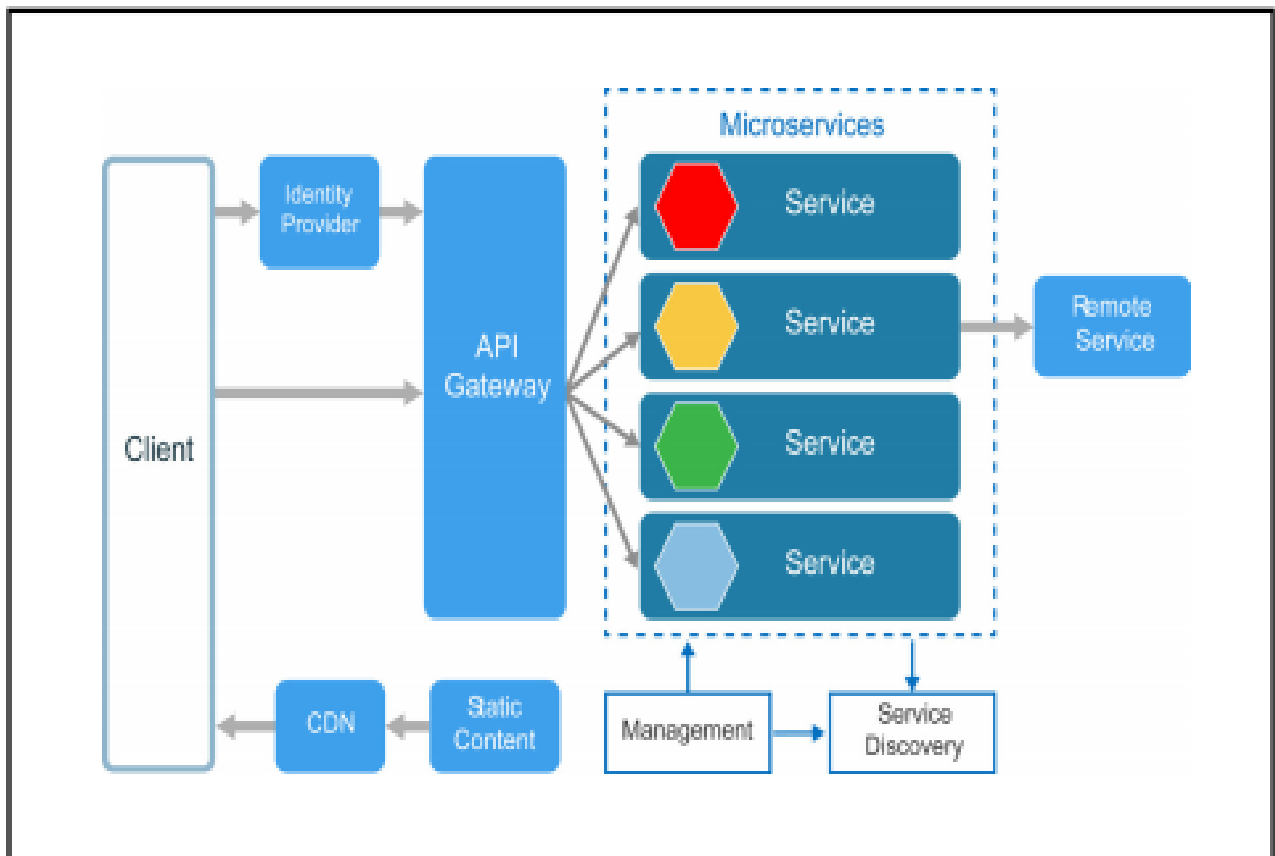 Microservices
Identity
Provider
Service
Service
Remote
Service
API
Gateway
Client
Service
Service
CDN
Static
Content
Management
Service
Discovery